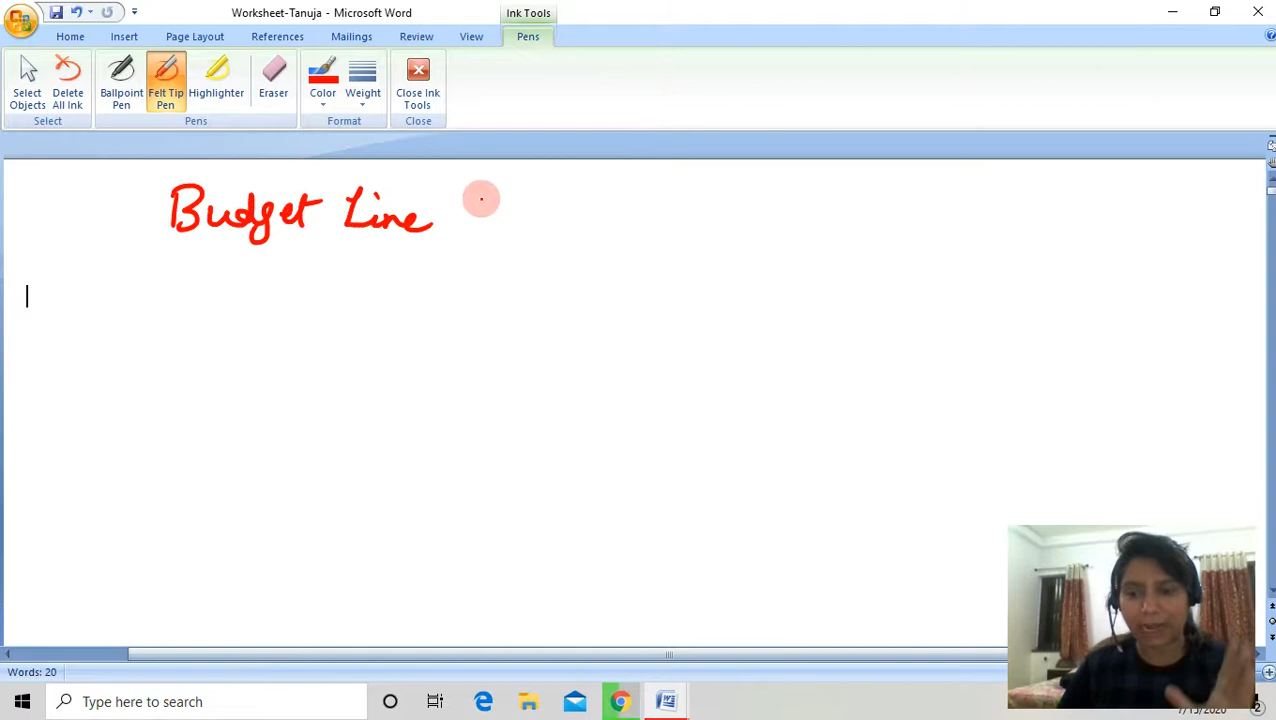 Worksheet-Tanuja - Microsoft Word
Ink Tools
Home Insert Page Layout References Mailings Review View Pens
Select Objects
Delete All Ink
Ballpoint Pen
Felt Tip Pen
Highlighter
Eraser
Color
Weight
Close Ink Tools
Select Pens Format Close
Budget Line
Words: 20
Type here to search
2